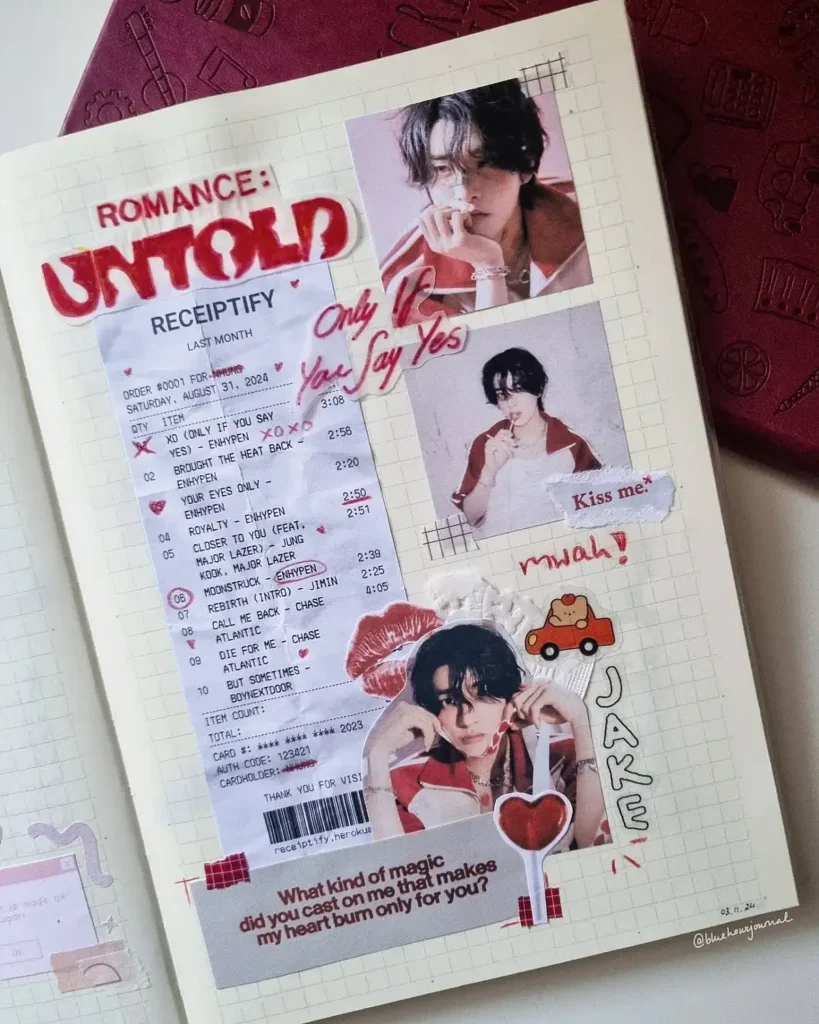 ROMANCE:
UNTOLD
RECEIPTIFY
LAST MONTH
ORDER #0001 FOR NHUNG
SATURDAY, AUGUST 31, 2024
QTY ITEM
XO (ONLY IF YOU SAY 3:08
YES) - ENHYPEN XOXO
02 BROUGHT THE HEAT BACK - 2:56
ENHYPEN
YOUR EYES ONLY - 2:20
ENHYPEN
04 ROYALTY - ENHYPEN 2:50
05 CLOSER TO YOU (FEAT. 2:51
MAJOR LAZER) - JUNG
KOOK, MAJOR LAZER
06 MOONSTRUCK - ENHYPEN 2:39
07 REBIRTH (INTRO) - JIMIN 2:25
08 CALL ME BACK - CHASE 4:05
ATLANTIC
09 DIE FOR ME - CHASE
ATLANTIC
10 BUT SOMETIMES -
BOYNEXTDOOR
ITEM COUNT:
TOTAL:
CARD #: **** **** **** 2023
AUTH CODE: 123421
CARDHOLDER: NHUNG
THANK YOU FOR VISI
receiptify.heroku
Only If
You Say Yes
Kiss me.*
mwah!
JAKE
What kind of magic
did you cast on me that makes
my heart burn only for you?
03.11.24
@bluehourjournal